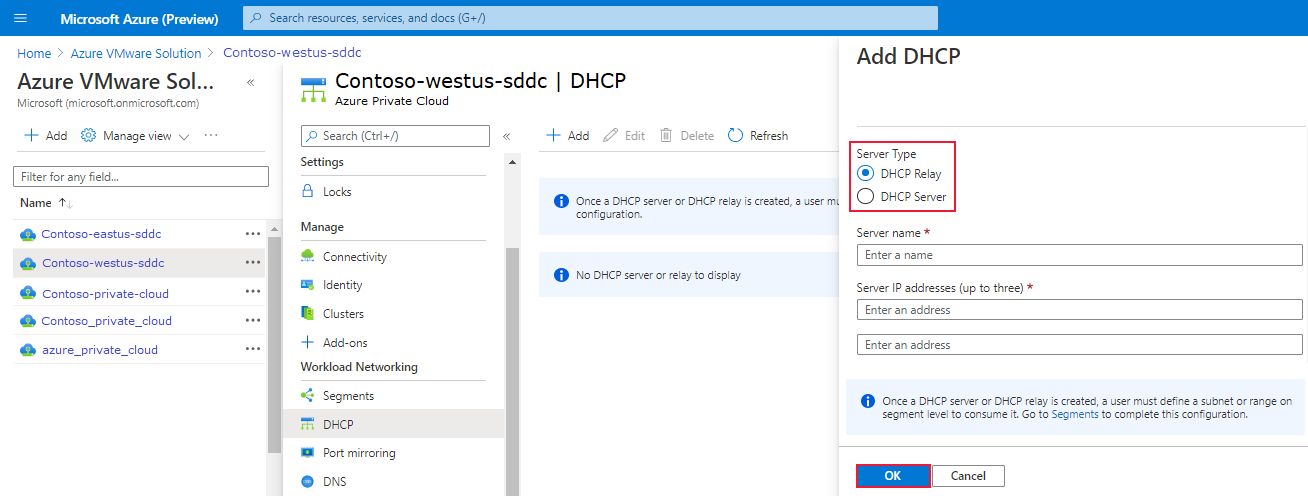 Microsoft Azure (Preview)
Search resources, services, and docs (G+/)
Home > Azure VMware Solution > Contoso-westus-sddc
Azure VMware Sol...
Microsoft (microsoft.onmicrosoft.com)
Add
Manage view
Filter for any field...
Name
Contoso-eastus-sddc
Contoso-westus-sddc
Contoso-private-cloud
Contoso_private_cloud
azure_private_cloud
Contoso-westus-sddc | DHCP
Azure Private Cloud
Search (Ctrl+/)
Settings
Locks
Manage
Connectivity
Identity
Clusters
Add-ons
Workload Networking
Segments
DHCP
Port mirroring
DNS
Add
Edit
Delete
Refresh
Once a DHCP server or DHCP relay is created, a user mu
configuration.
No DHCP server or relay to display
Add DHCP
Server Type
DHCP Relay
DHCP Server
Server name *
Enter a name
Server IP addresses (up to three) *
Enter an address
Enter an address
Once a DHCP server or DHCP relay is created, a user must define a subnet or range on
segment level to consume it. Go to Segments to complete this configuration.
OK
Cancel